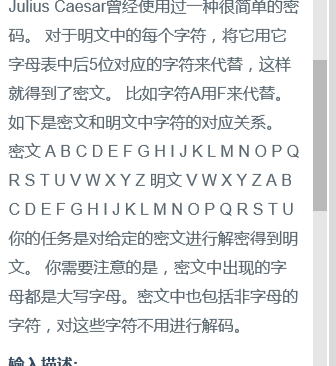 Julius Caesar曾经使用过一种很简单的密
码。 对于明文中的每个字符，将它用它
字母表中后5位对应的字符来代替，这样
就得到了密文。 比如字符A用F来代替。
如下是密文和明文中字符的对应关系。
密文 A B C D E F G H I J K L M N O P Q
R S T U V W X Y Z 明文 V W X Y Z A B
C D E F G H I J K L M N O P Q R S T U
你的任务是对给定的密文进行解密得到明
文。 你需要注意的是，密文中出现的字
母都是大写字母。密文中也包括非字母的
字符，对这些字符不用进行解码。
输入描述: